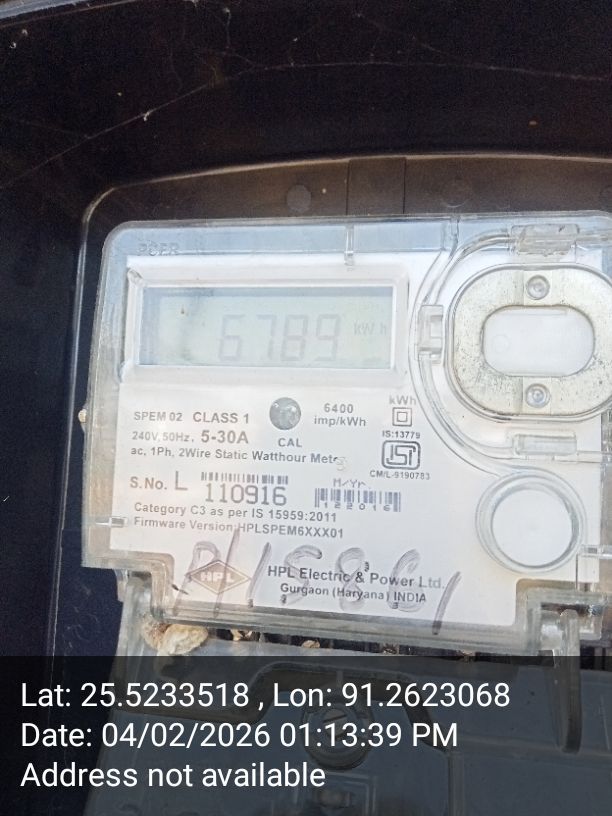 6789 kWh
SPEM 02 CLASS 1
6400 imp/kWh
kWh
240V, 50Hz, 5-30A
CAL
IS:13779
ac, 1Ph, 2Wire Static Watthour Meter
ISI
CM/L-9190783
S.No. L 110916
M/Yr.
122016
Category C3 as per IS 15959:2011
Firmware Version:HPLSPEM6XXX01
HPL
HPL Electric & Power Ltd.
Gurgaon (Haryana) INDIA
Lat: 25.5233518 , Lon: 91.2623068
Date: 04/02/2026 01:13:39 PM
Address not available